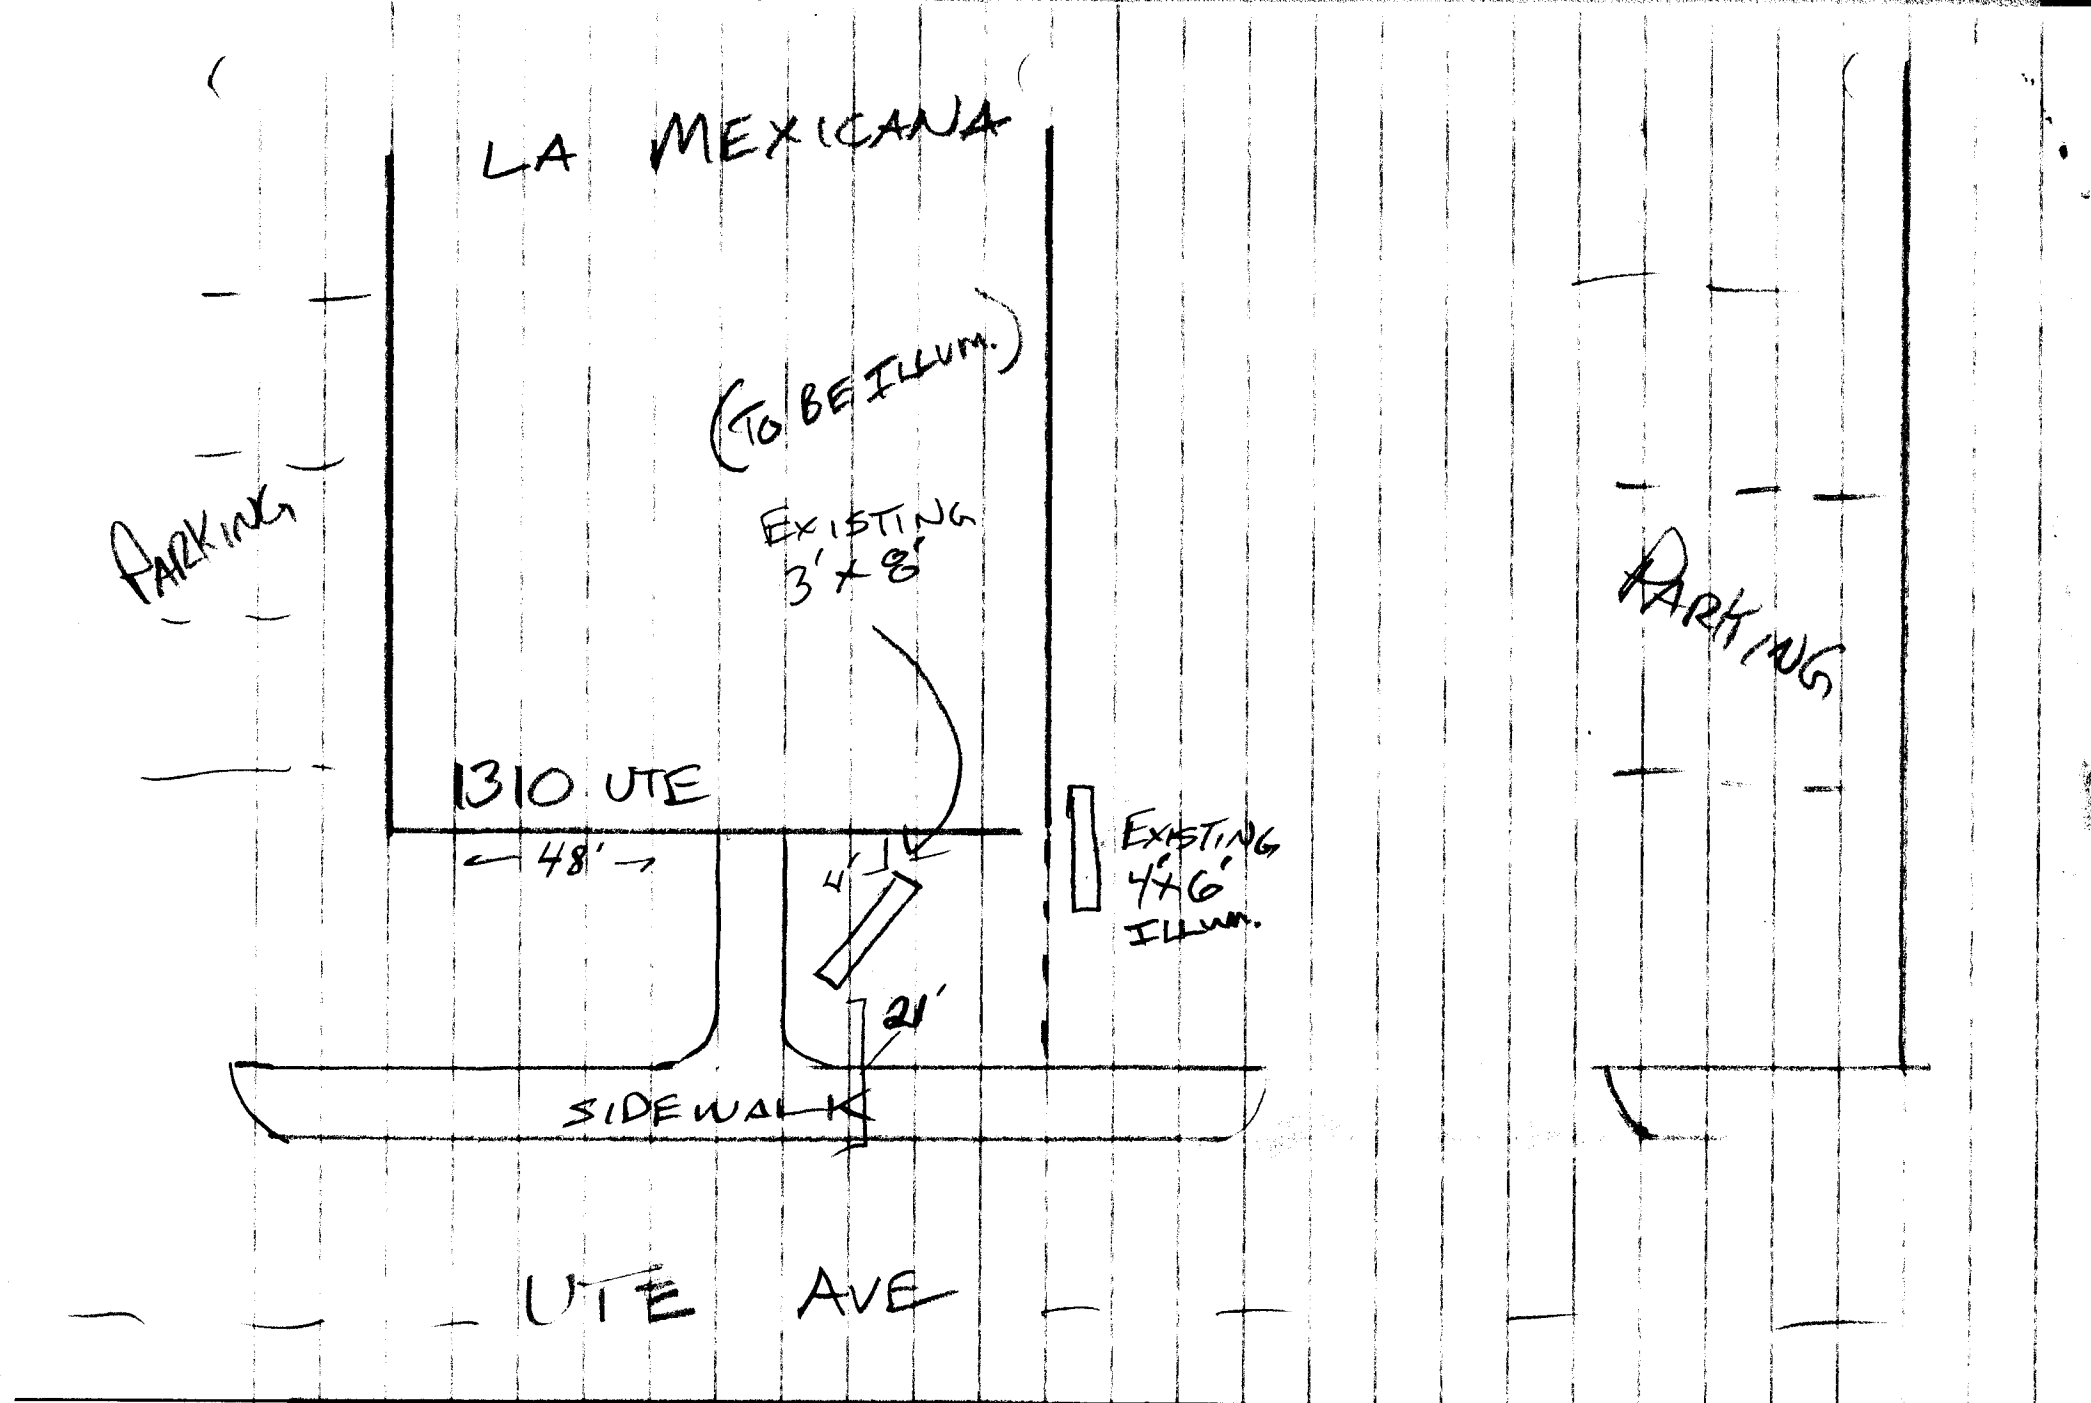 LA MEXICANA
(TO BE ILLUM.)
EXISTING
3' X 8'
PARKING
PARKING
1310 UTE
← 48' →
4'
EXISTING
4' X 6'
ILLUM.
21'
SIDEWALK
UTE AVE